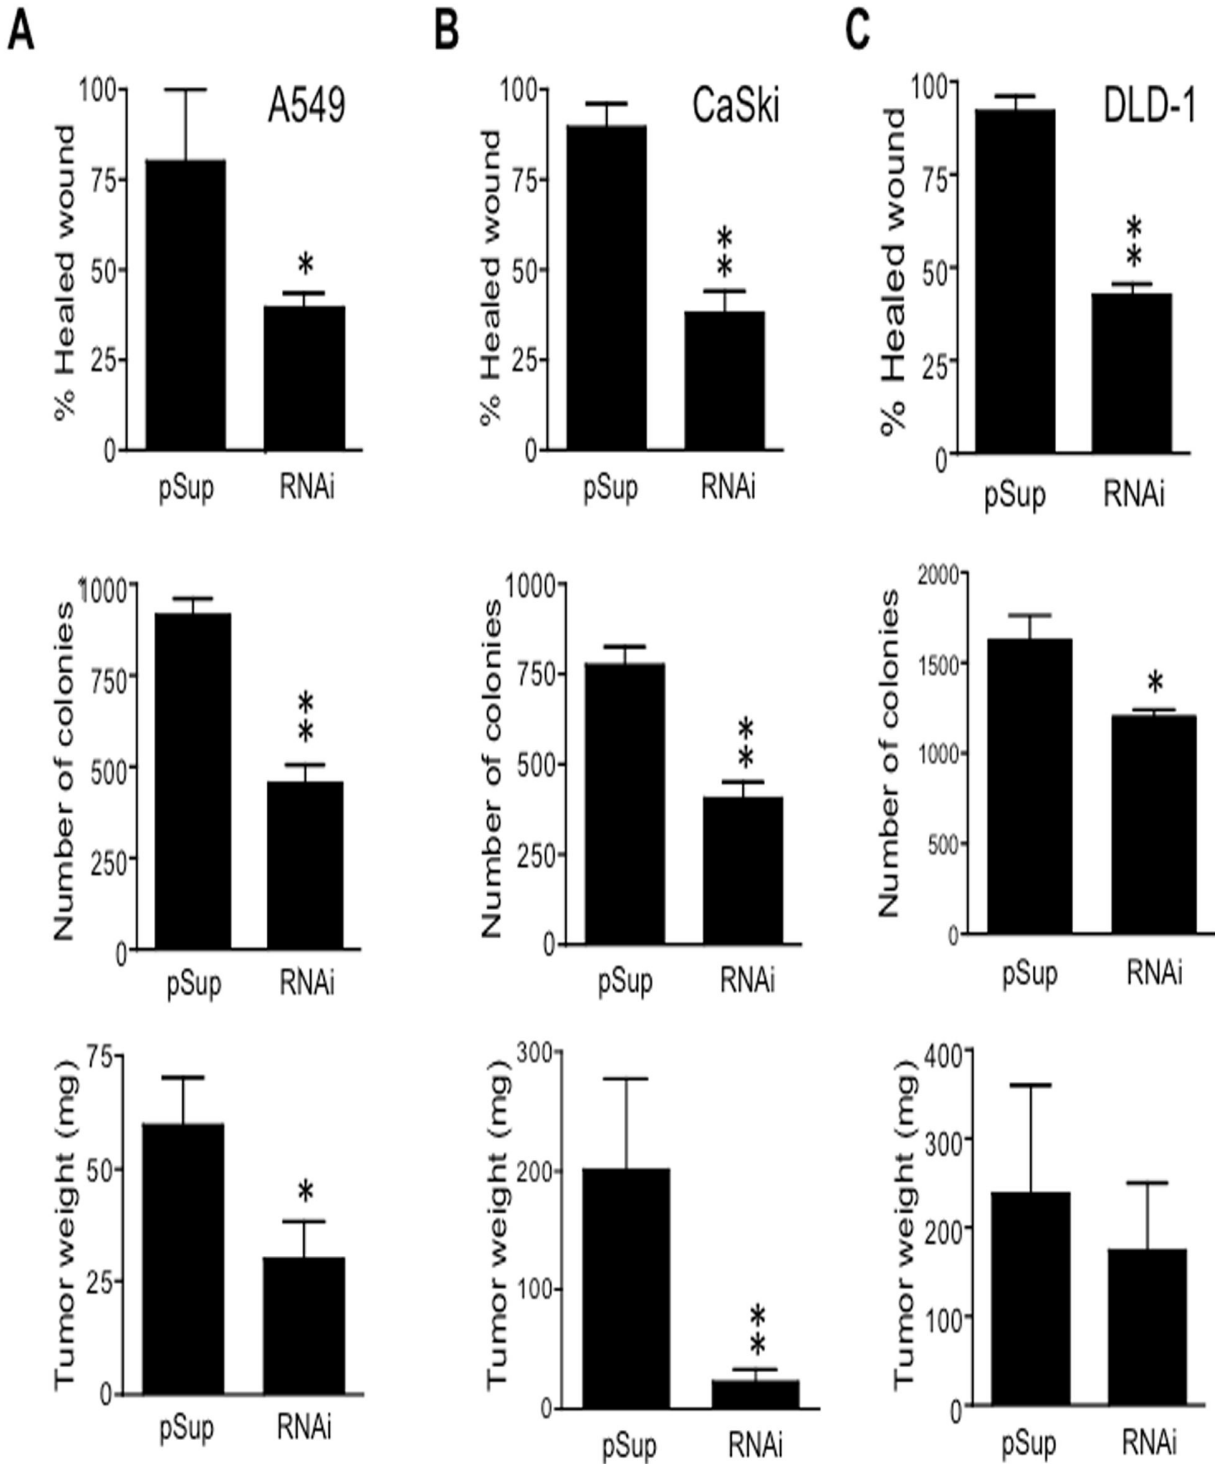 A
B
C
A549
% Healed wound
100
75
50
25
0
*
pSup
RNAi
CaSki
% Healed wound
100
75
50
25
0
*
*
pSup
RNAi
DLD-1
% Healed wound
100
75
50
25
0
*
*
pSup
RNAi
Number of colonies
1000
750
500
250
0
*
*
pSup
RNAi
Number of colonies
1000
750
500
250
0
*
*
pSup
RNAi
Number of colonies
2000
1500
1000
500
0
*
pSup
RNAi
Tumor weight (mg)
75
50
25
0
*
pSup
RNAi
Tumor weight (mg)
300
200
100
0
*
*
pSup
RNAi
Tumor weight (mg)
400
300
200
100
0
pSup
RNAi